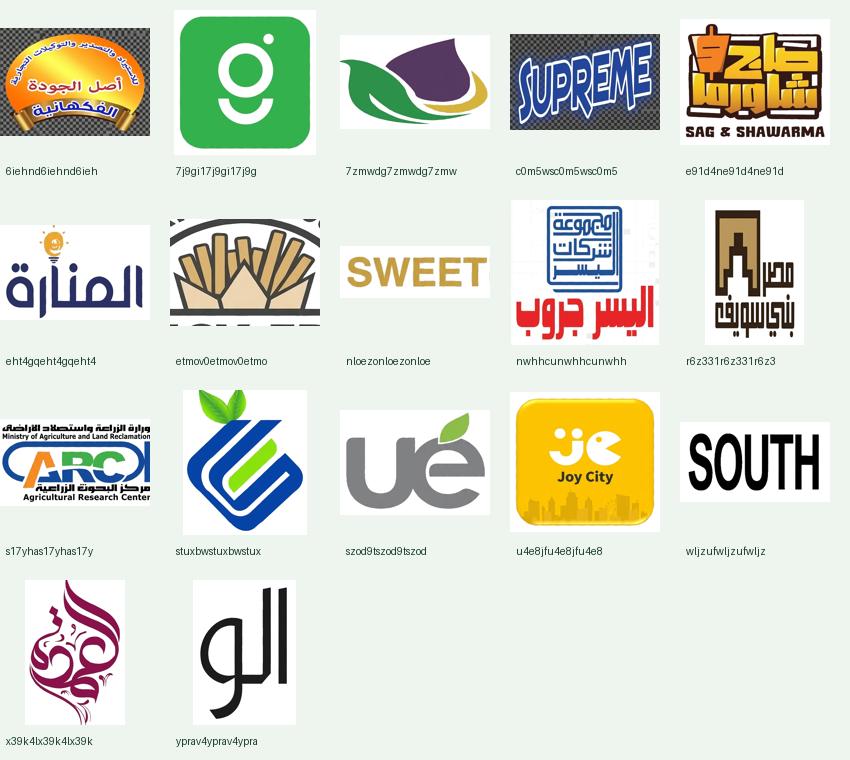 للاستيراد والتصدير والتوكيلات التجارية
أصل الجودة
الفكهانية
6iehnd6iehnd6ieh
g
7j9gi17j9gi17j9g
7zmwdg7zmwdg7zmw
SUPREME
c0m5wsc0m5wsc0m5
صاج
شاورما
SAG & SHAWARMA
e91d4ne91d4ne91d
المنارة
eht4gqeht4gqeht4
etmov0etmov0etmo
SWEET
nloezonloezonloe
مجموعة
شركات
اليسر
اليسر جروب
nwhhcunwhhcunwhh
مصر
بني سويف
r6z331r6z331r6z3
وزارة الزراعة واستصلاح الأراضى
Ministry of Agriculture and Land Reclamation
ARC
مركز البحوث الزراعية
Agricultural Research Center
s17yhas17yhas17y
stuxbwstuxbwstux
ué
szod9tszod9tszod
Joy City
u4e8jfu4e8jfu4e8
SOUTH
wljzufwljzufwljz
x39k4lx39k4lx39k
الو
yprav4yprav4ypra